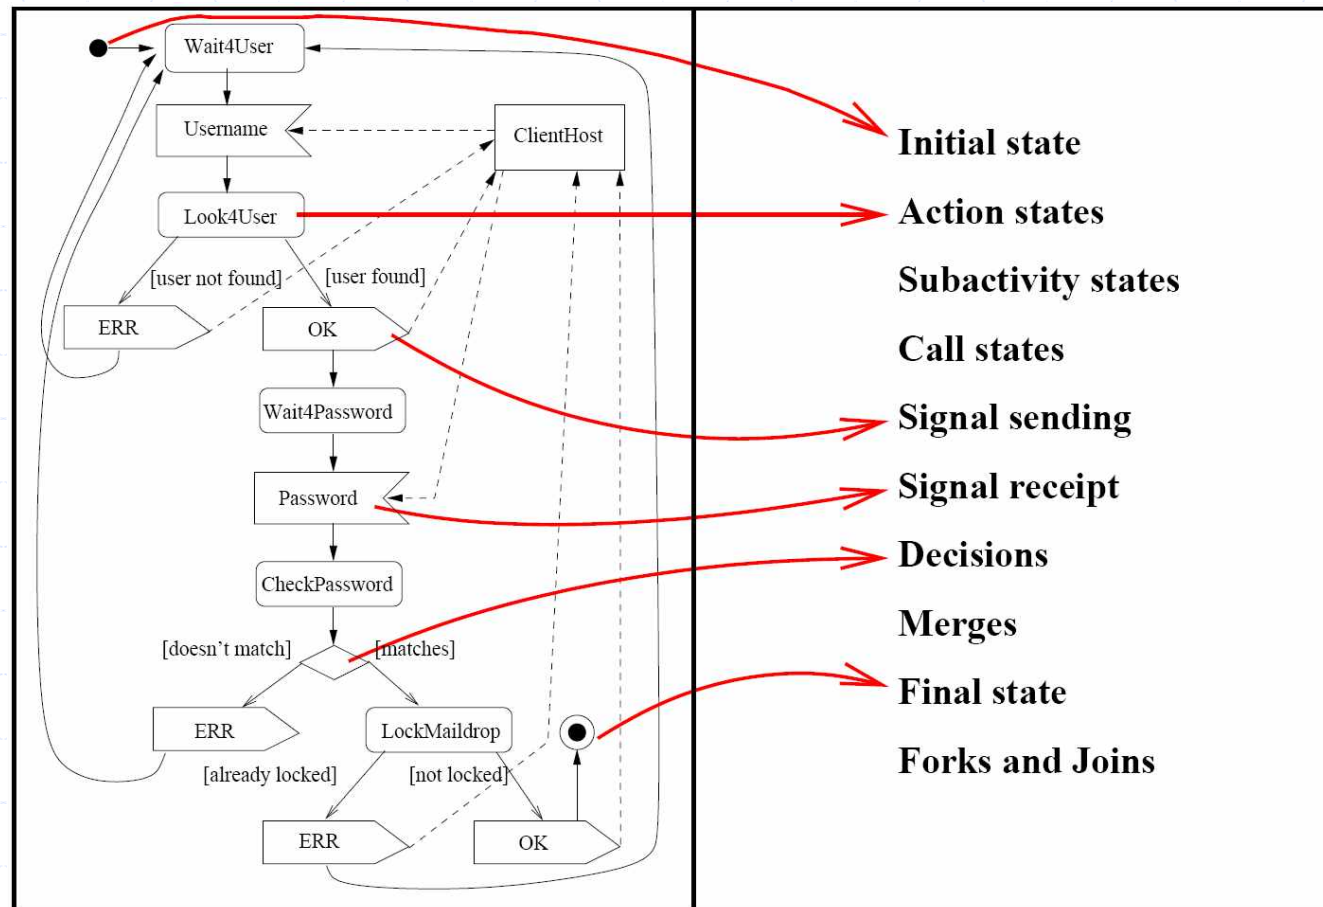 Wait4User
Username
ClientHost
Look4User
[user not found]
[user found]
ERR
OK
Wait4Password
Password
CheckPassword
[doesn't match]
[matches]
ERR
LockMaildrop
[already locked]
[not locked]
ERR
OK
Initial state
Action states
Subactivity states
Call states
Signal sending
Signal receipt
Decisions
Merges
Final state
Forks and Joins